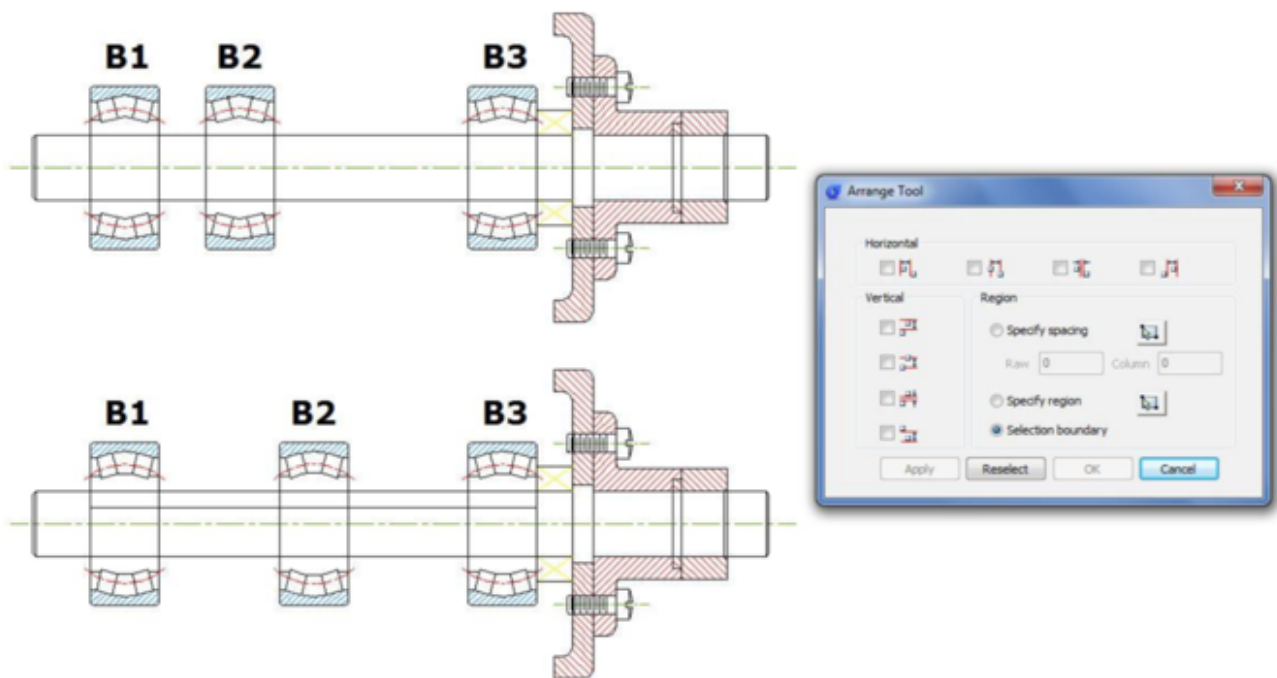 B1 B2 B3
B1 B2 B3
Arrange Tool
Horizontal
Vertical
Region
Specify spacing
Raw 0 Column 0
Specify region
Selection boundary
Apply Reselect OK Cancel